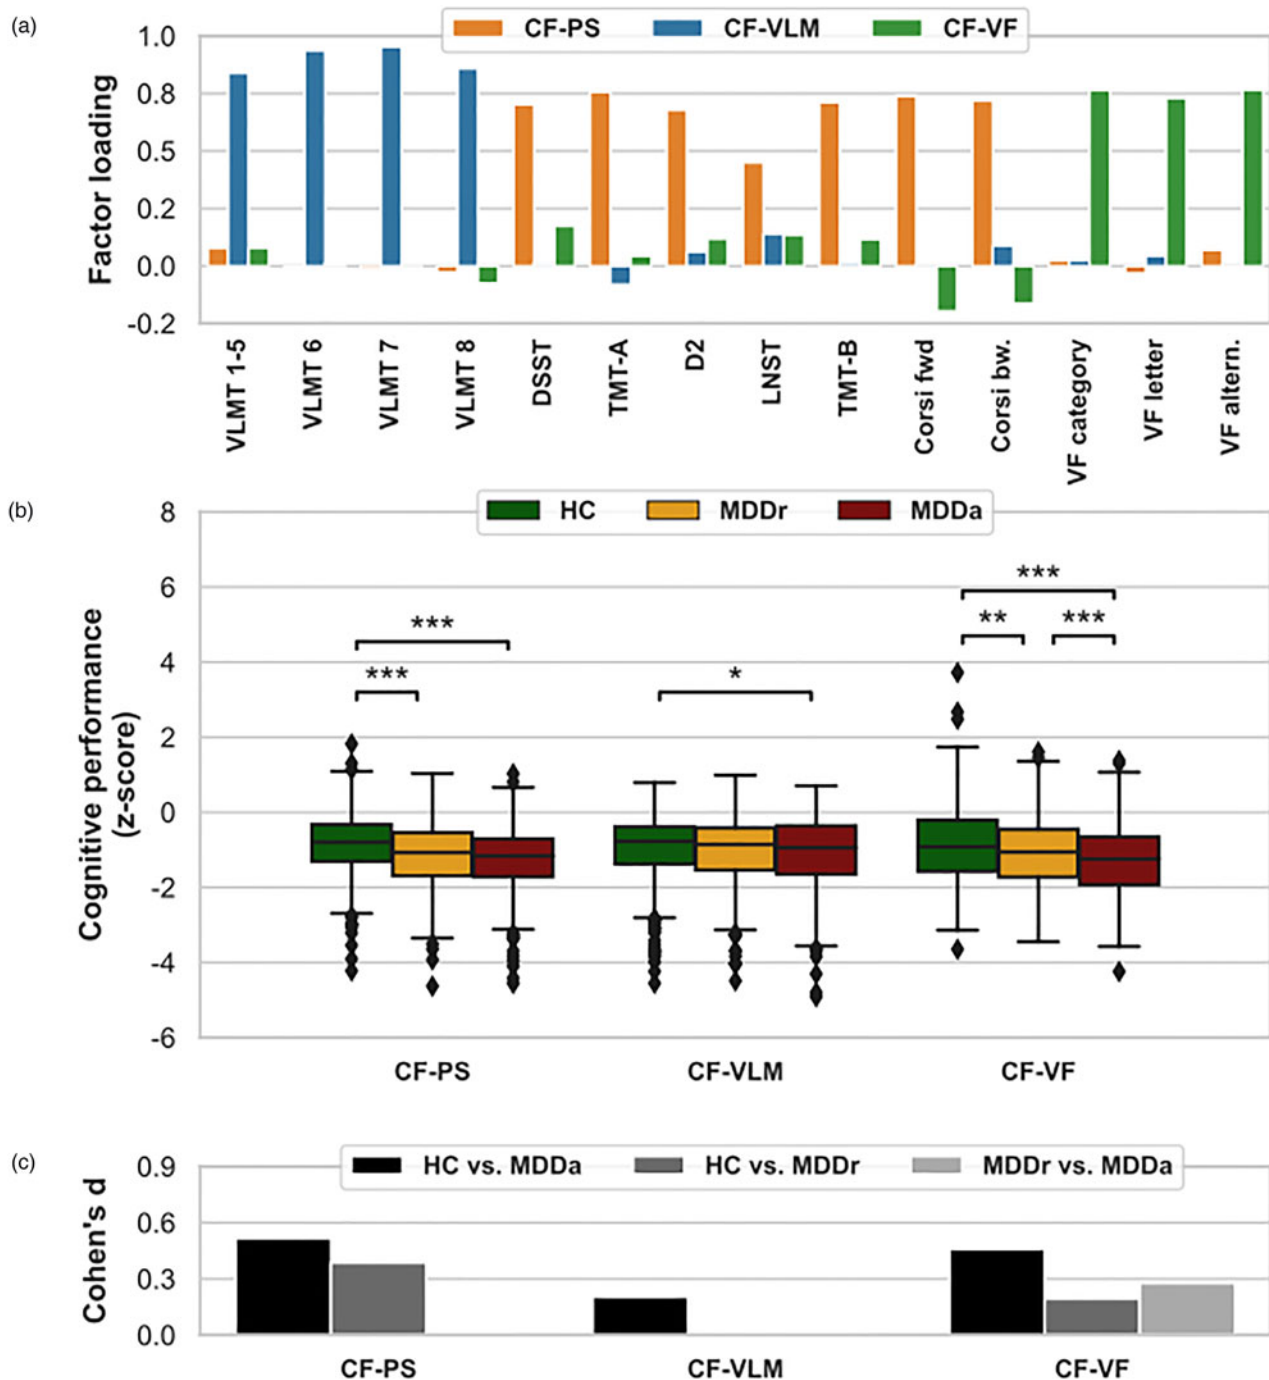 (a)
CF-PS CF-VLM CF-VF
Factor loading
1.0
0.8
0.5
0.2
0.0
-0.2
VLMT 1-5
VLMT 6
VLMT 7
VLMT 8
DSST
TMT-A
D2
LNST
TMT-B
Corsi fwd
Corsi bw.
VF category
VF letter
VF altern.
(b)
HC MDDr MDDa
Cognitive performance
(z-score)
8
6
4
2
0
-2
-4
-6
***
***
*
***
**
***
CF-PS CF-VLM CF-VF
(c)
HC vs. MDDa HC vs. MDDr MDDr vs. MDDa
Cohen's d
0.9
0.6
0.3
0.0
CF-PS CF-VLM CF-VF